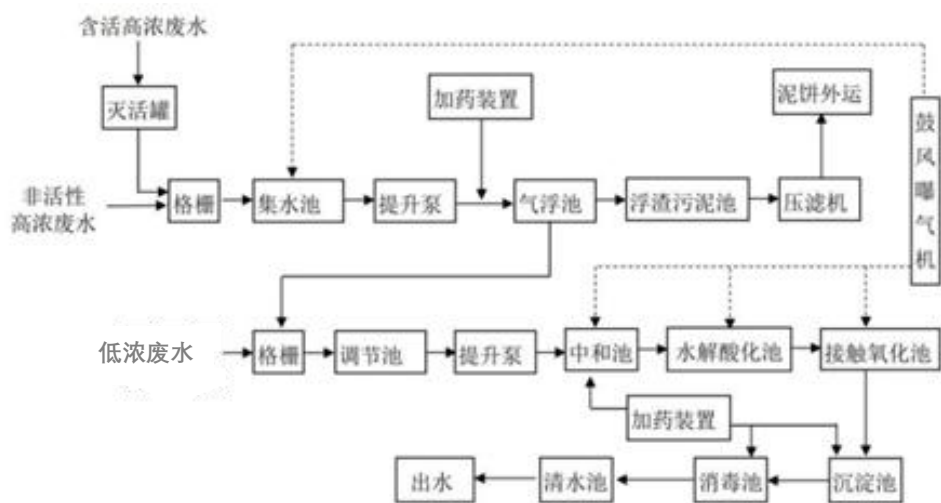 含活高浓废水
灭活罐
加药装置
泥饼外运
鼓风曝气机
非活性
高浓废水
格栅
集水池
提升泵
气浮池
浮渣污泥池
压滤机
低浓废水
格栅
调节池
提升泵
中和池
水解酸化池
接触氧化池
加药装置
出水
清水池
消毒池
沉淀池